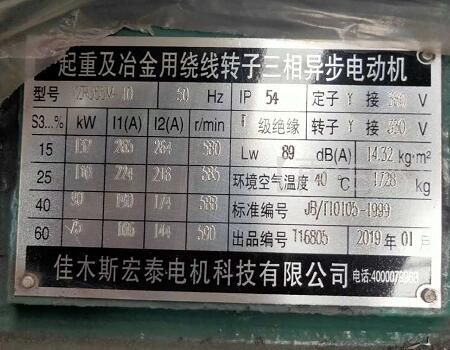 起重及冶金用绕线转子三相异步电动机
型号 Hz IP 54 定子 Y 接 V
S3...% kW I1(A) I2(A) r/min 级绝缘 转子 Y 接 V
15 264 580 Lw 89 dB(A) 14.32 kg·m²
25 224 216 585 环境空气温度 40 ℃ 1728 kg
40 90 190 174 588 标准编号 JB/T10105-1999
60 75 144 590 出品编号 T16805 2019 年 01 月
佳木斯宏泰电机科技有限公司 电话:4000079963